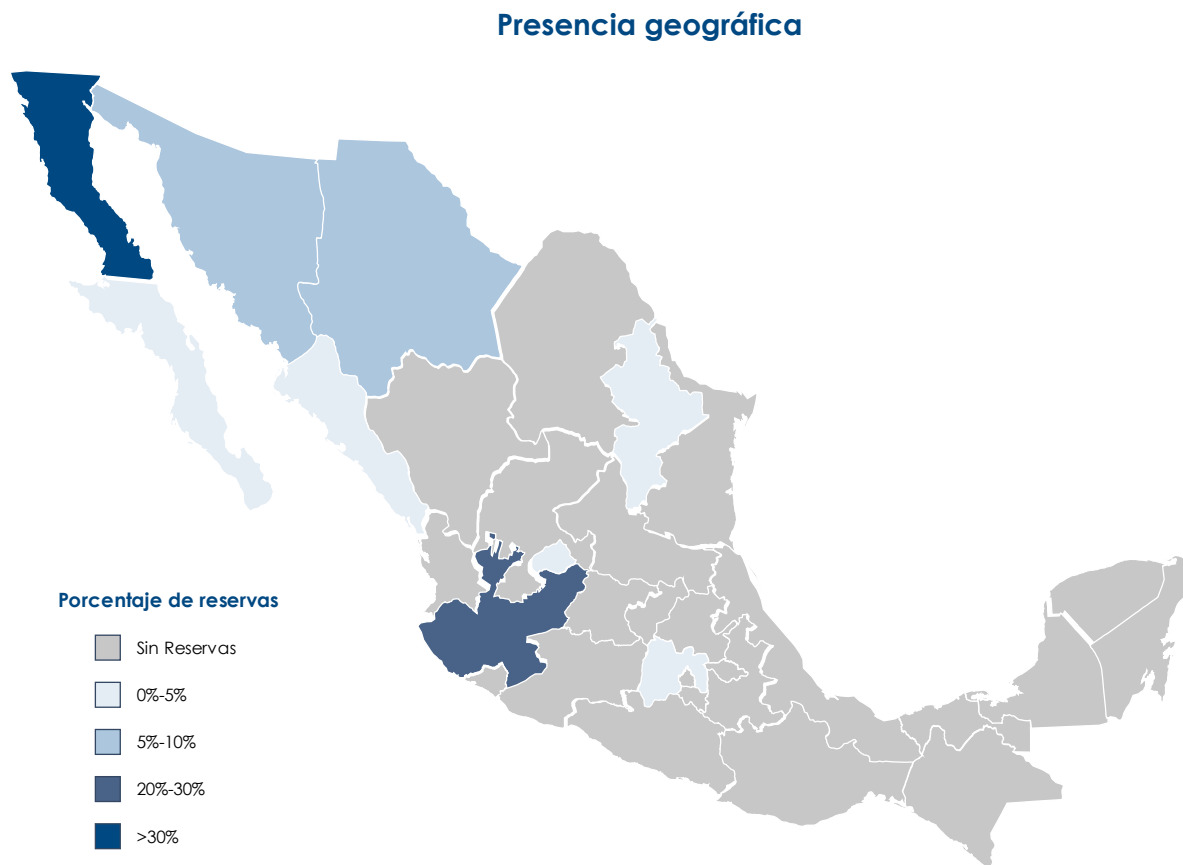 Presencia geográfica
Porcentaje de reservas
Sin Reservas
0%-5%
5%-10%
20%-30%
>30%